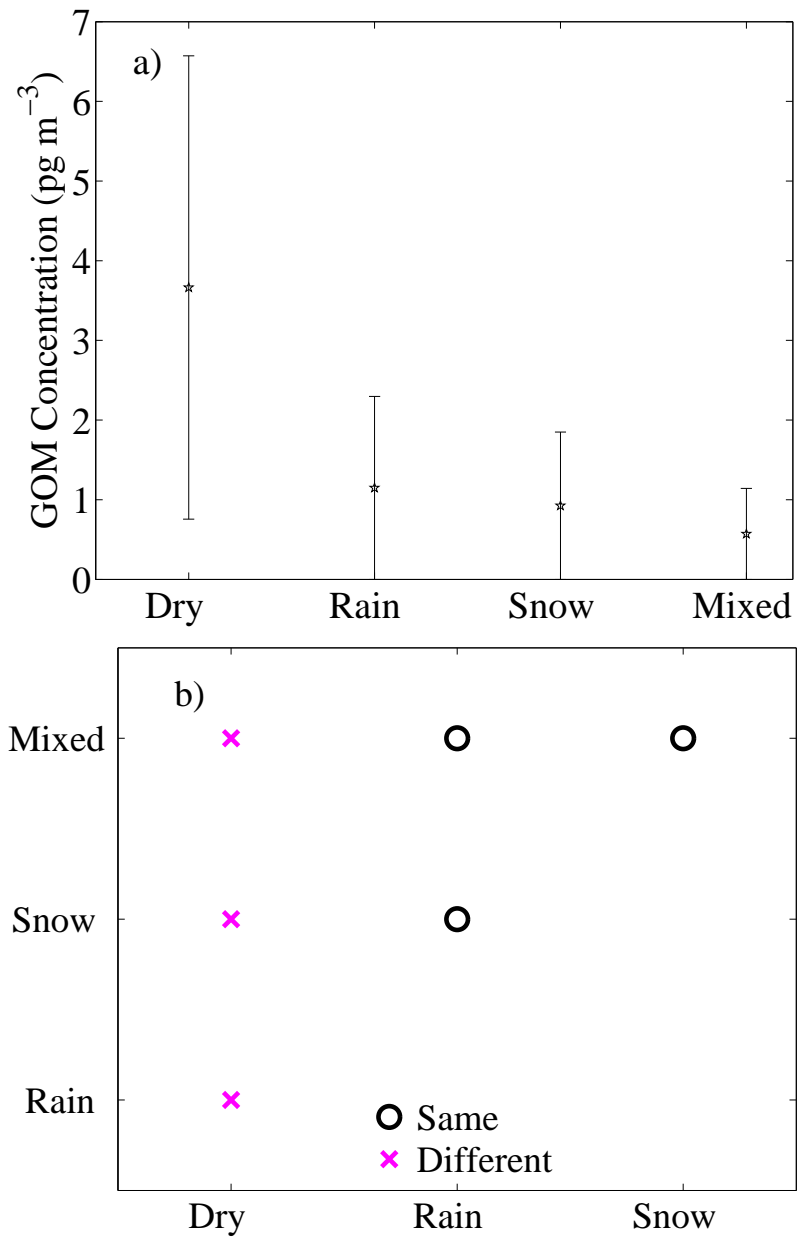 7
6
5
4
3
2
1
0
GOM Concentration (pg m⁻³)
a)
Dry Rain Snow Mixed
b)
Mixed
Snow
Rain
Same
Different
Dry Rain Snow